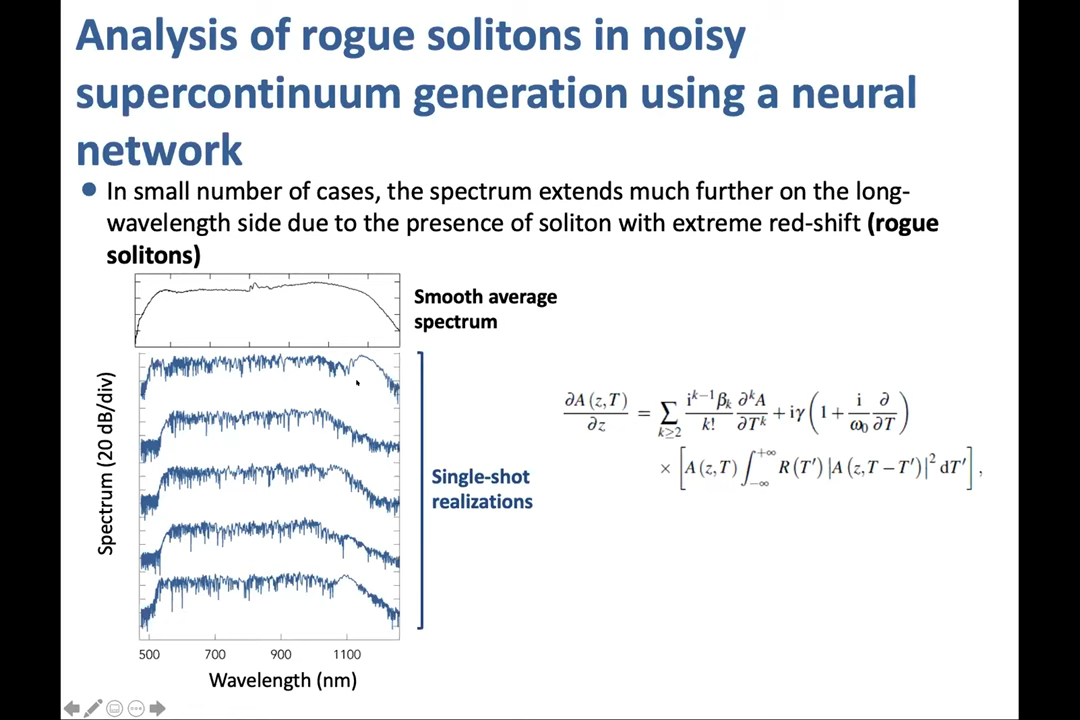 Analysis of rogue solitons in noisy
supercontinuum generation using a neural
network
In small number of cases, the spectrum extends much further on the long-
wavelength side due to the presence of soliton with extreme red-shift (rogue
solitons)
Smooth average
spectrum
Spectrum (20 dB/div)
Single-shot
realizations
500 700 900 1100
Wavelength (nm)
∂A(z,T)/∂z = ∑_{k≥2} (i^{k−1}β_k/k!) (∂^k A/∂T^k) + iγ(1 + (i/ω₀)(∂/∂T))
× [A(z,T) ∫_{−∞}^{+∞} R(T′)|A(z,T−T′)|² dT′],